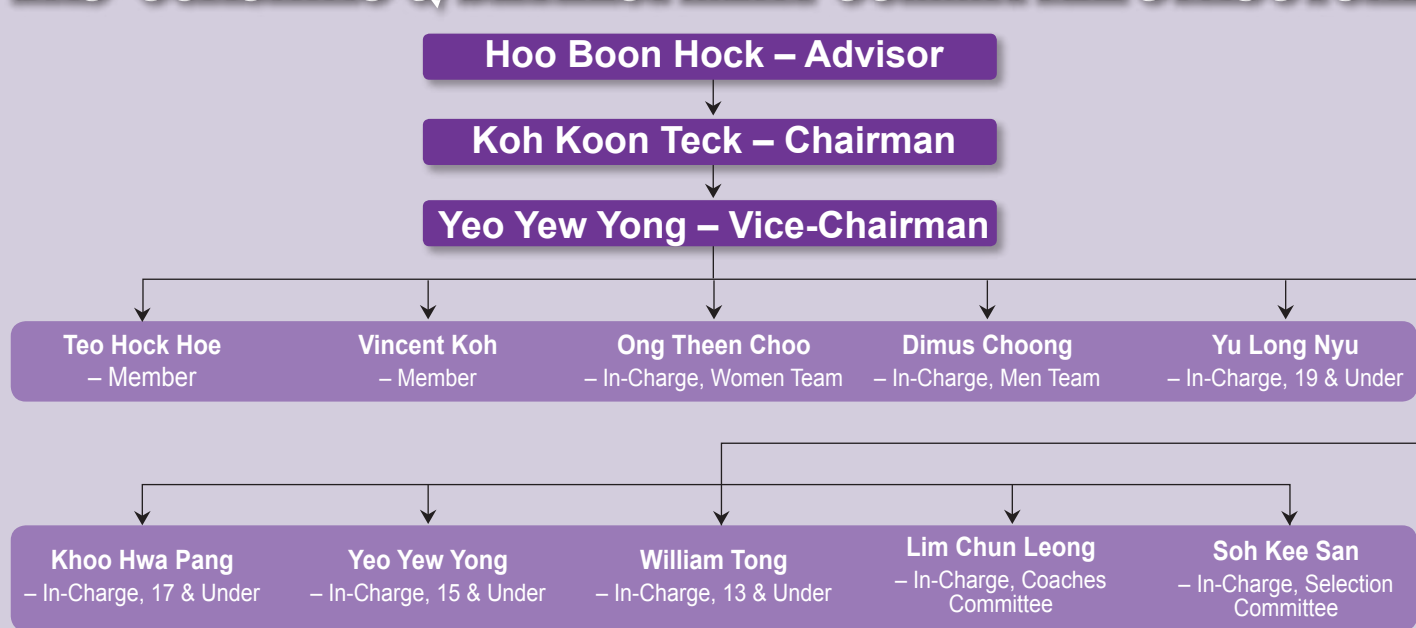 Hoo Boon Hock – Advisor
Koh Koon Teck – Chairman
Yeo Yew Yong – Vice-Chairman
Teo Hock Hoe
– Member
Vincent Koh
– Member
Ong Theen Choo
– In-Charge, Women Team
Dimus Choong
– In-Charge, Men Team
Yu Long Nyu
– In-Charge, 19 & Under
Khoo Hwa Pang
– In-Charge, 17 & Under
Yeo Yew Yong
– In-Charge, 15 & Under
William Tong
– In-Charge, 13 & Under
Lim Chun Leong
– In-Charge, Coaches
Committee
Soh Kee San
– In-Charge, Selection
Committee